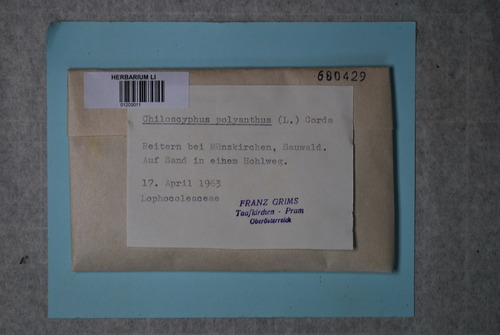 HERBARIUM LI
680429
Chiloscyphus polyanthus (L.) Corda
Reitern bei Münzkirchen, Sauwald.
Auf Sand in einem Hohlweg.
17. April 1963
Lophocoleaceae
FRANZ GRIMS
Taufkirchen - Pram
Oberösterreich